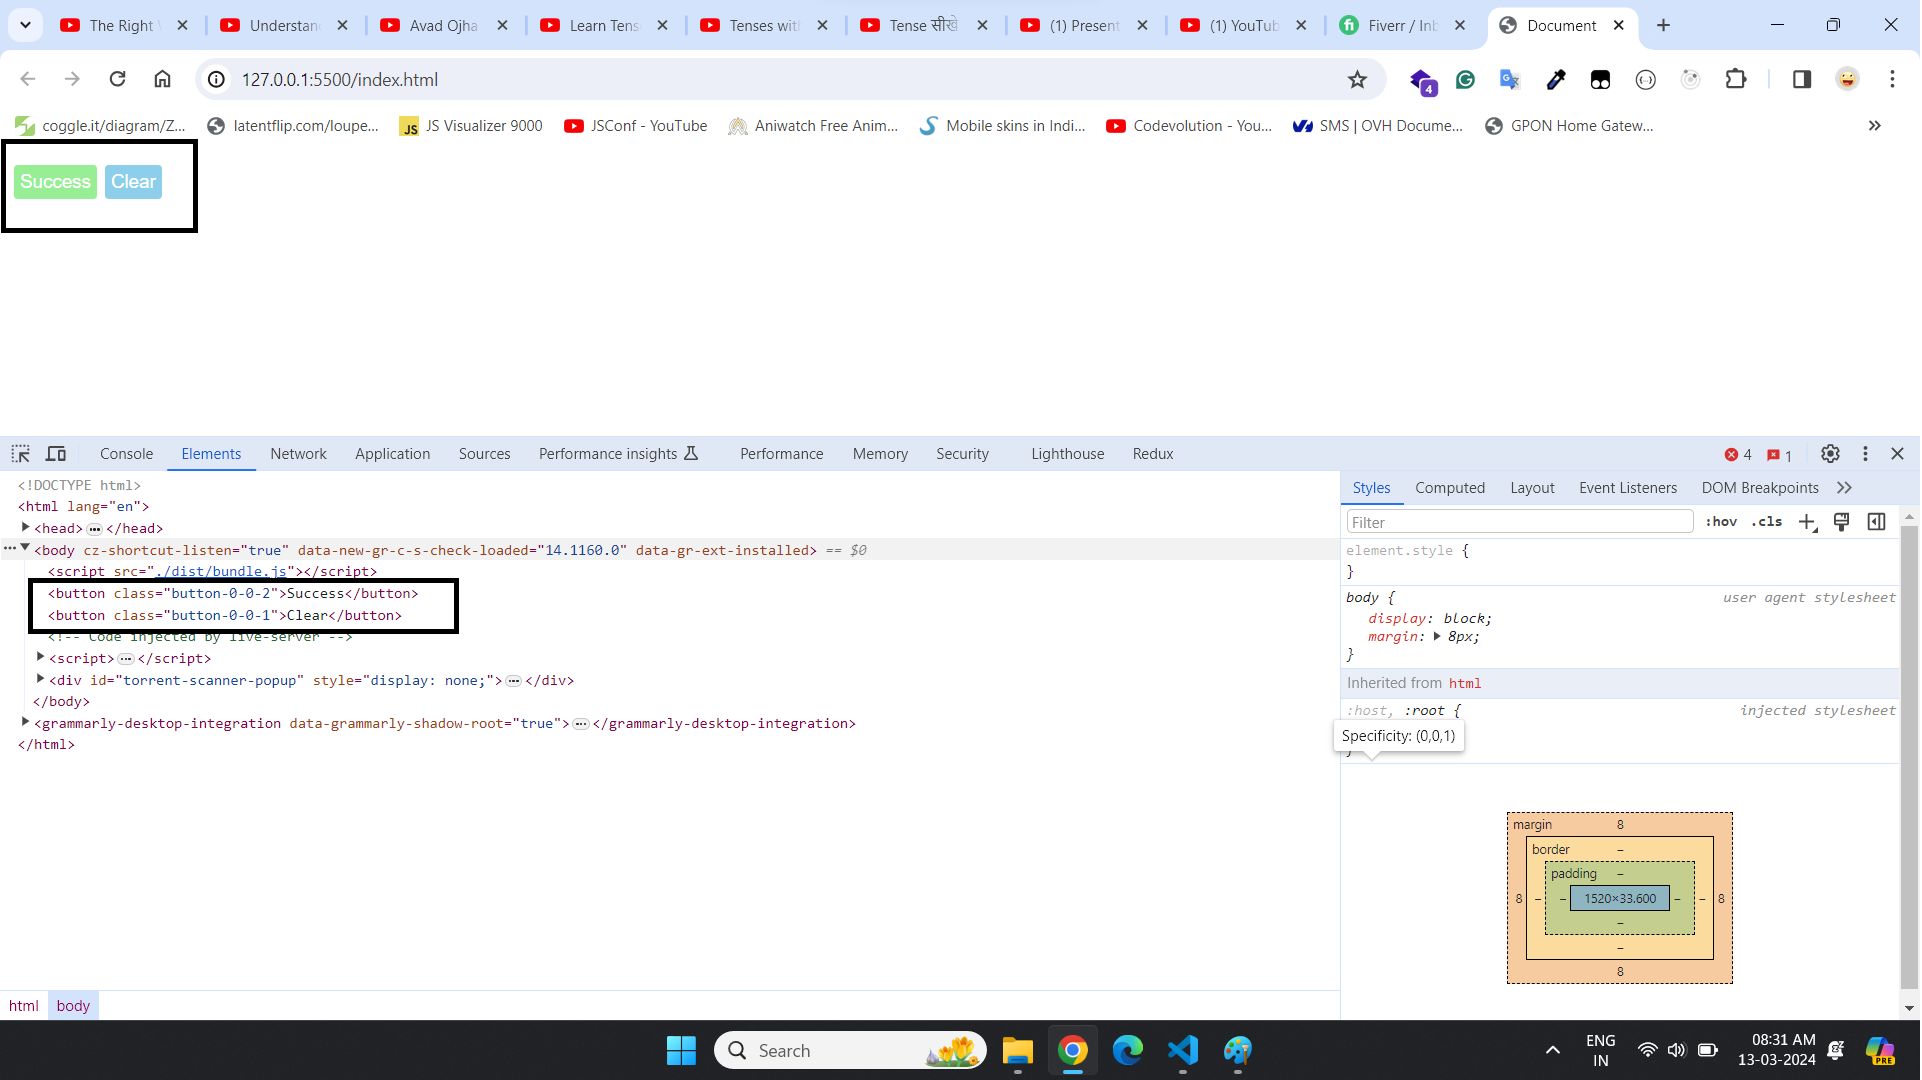 The Right
Understan
Avad Ojha
Learn Tens
Tenses with
Tense सीखे
(1) Present
(1) YouTub
Fiverr / Inb
Document
127.0.0.1:5500/index.html
4
coggle.it/diagram/Z...
latentflip.com/loupe...
JS Visualizer 9000
JSConf - YouTube
Aniwatch Free Anim...
Mobile skins in Indi...
Codevolution - You...
SMS | OVH Docume...
GPON Home Gatew...
Success
Clear
Console
Elements
Network
Application
Sources
Performance insights
Performance
Memory
Security
Lighthouse
Redux
4
1
<!DOCTYPE html>
<html lang="en">
<head> ••• </head>
••• <body cz-shortcut-listen="true" data-new-gr-c-s-check-loaded="14.1160.0" data-gr-ext-installed> == $0
<script src="./dist/bundle.js"></script>
<button class="button-0-0-2">Success</button>
<button class="button-0-0-1">Clear</button>
<!-- Code injected by live-server -->
<script> ••• </script>
<div id="torrent-scanner-popup" style="display: none;"> ••• </div>
</body>
<grammarly-desktop-integration data-grammarly-shadow-root="true"> ••• </grammarly-desktop-integration>
</html>
html
body
Styles
Computed
Layout
Event Listeners
DOM Breakpoints
Filter
:hov
.cls
element.style {
}
body {
user agent stylesheet
display: block;
margin: 8px;
}
Inherited from html
:host, :root {
injected stylesheet
Specificity: (0,0,1)
}
margin
8
border
–
padding
–
8
–
–
1520×33.600
–
–
8
–
–
8
Search
ENG
IN
08:31 AM
13-03-2024
PRE